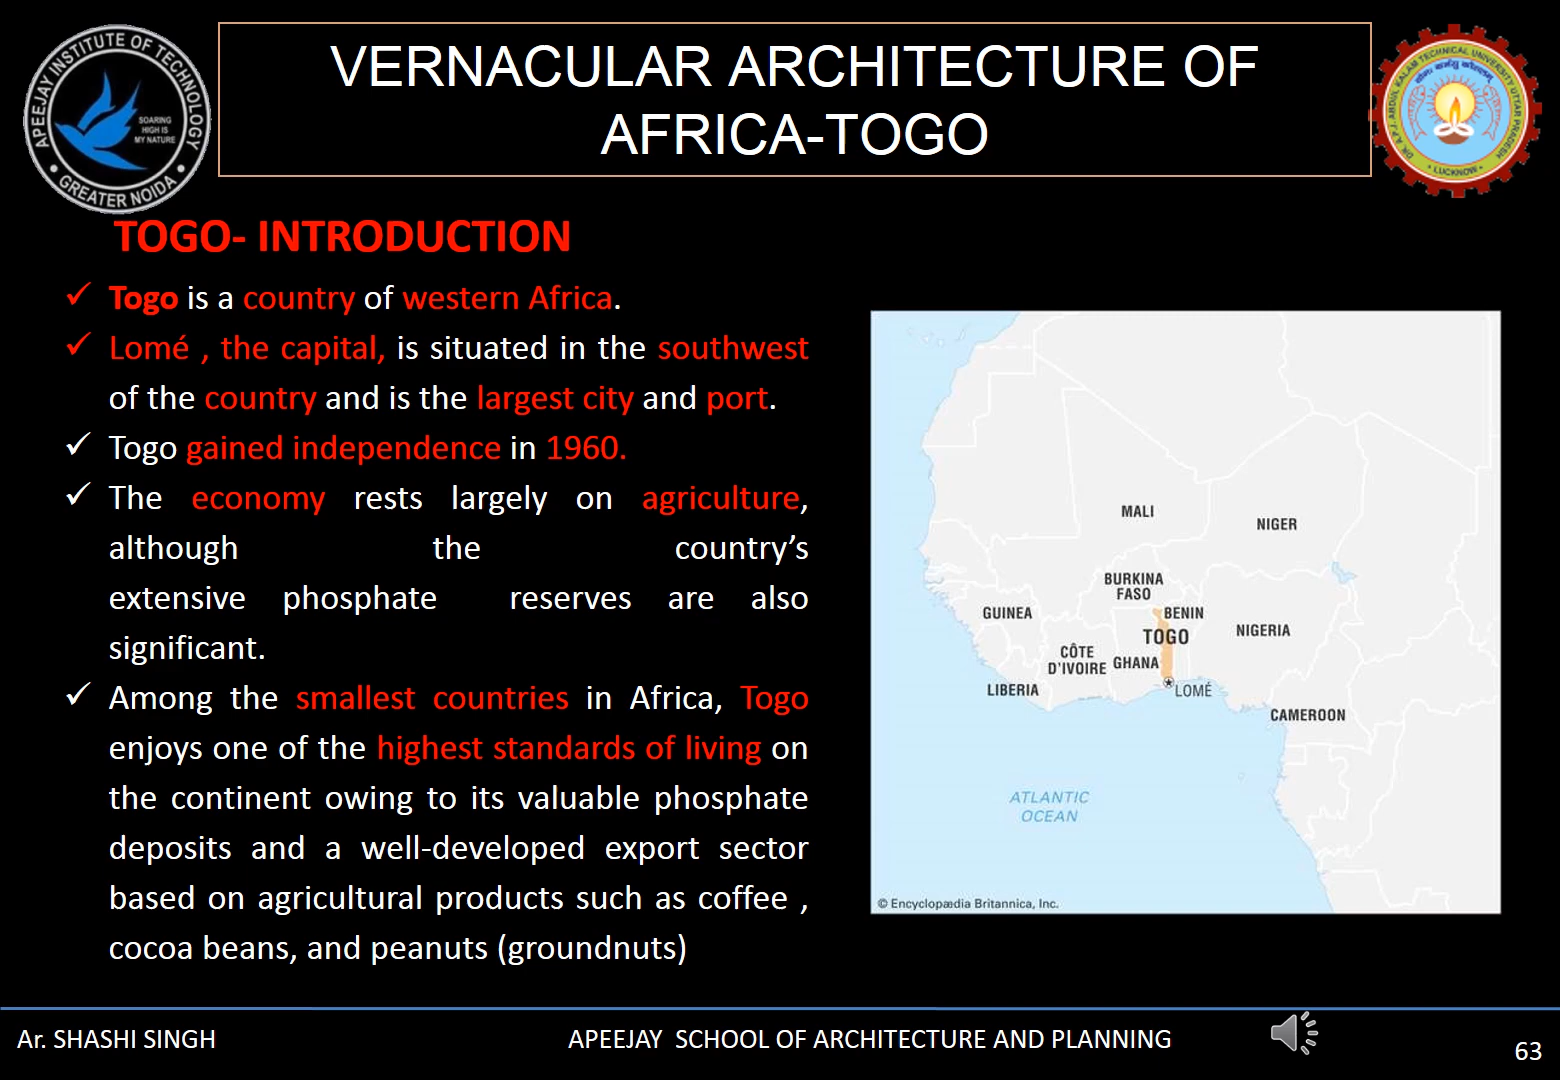 APEEJAY INSTITUTE OF TECHNOLOGY
SOARING
HIGH IS
MY NATURE
• GREATER NOIDA •
VERNACULAR ARCHITECTURE OF
AFRICA-TOGO
DR. A.P.J. ABDUL KALAM TECHNICAL UNIVERSITY UTTAR PRADESH
• LUCKNOW •
TOGO- INTRODUCTION
✓ Togo is a country of western Africa.
✓ Lomé , the capital, is situated in the southwest
of the country and is the largest city and port.
✓ Togo gained independence in 1960.
✓ The economy rests largely on agriculture,
although the country’s
extensive phosphate reserves are also
significant.
✓ Among the smallest countries in Africa, Togo
enjoys one of the highest standards of living on
the continent owing to its valuable phosphate
deposits and a well-developed export sector
based on agricultural products such as coffee ,
cocoa beans, and peanuts (groundnuts)
MALI
NIGER
BURKINA
FASO
GUINEA
BENIN
NIGERIA
TOGO
CÔTE
D'IVOIRE
GHANA
LIBERIA
LOMÉ
CAMEROON
ATLANTIC
OCEAN
© Encyclopædia Britannica, Inc.
Ar. SHASHI SINGH
APEEJAY SCHOOL OF ARCHITECTURE AND PLANNING
63